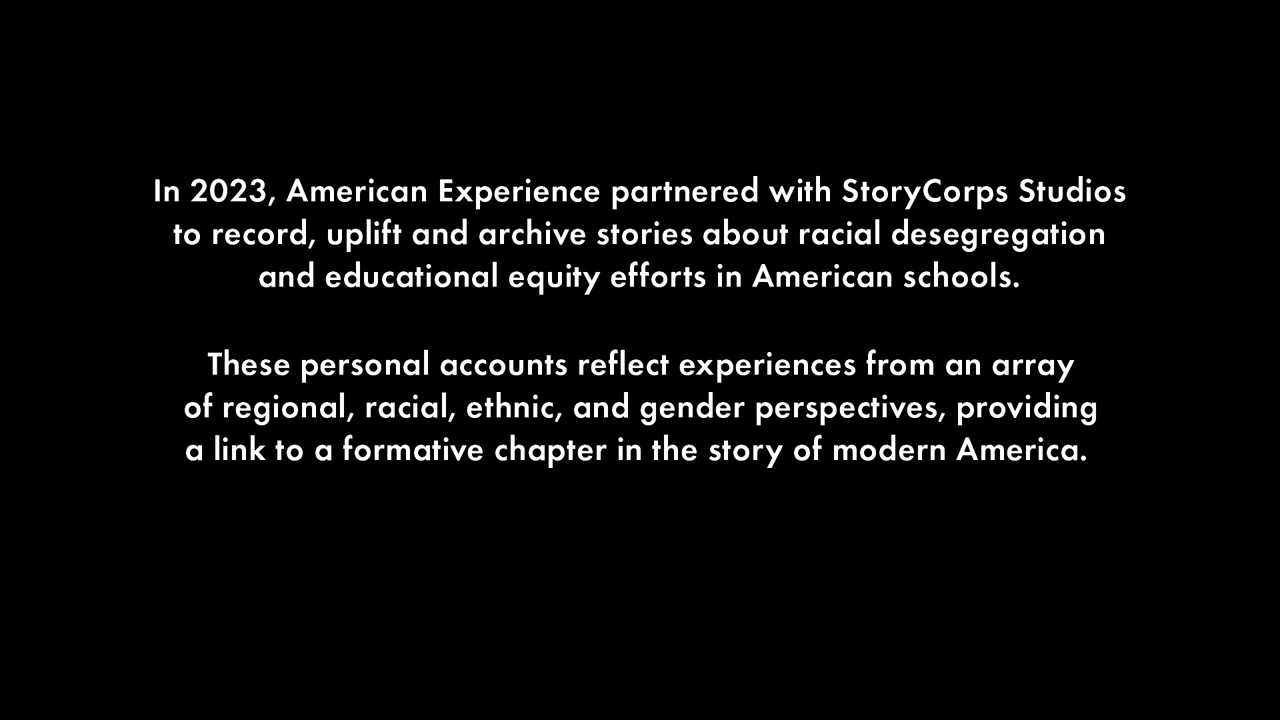 In 2023, American Experience partnered with StoryCorps Studios
to record, uplift and archive stories about racial desegregation
and educational equity efforts in American schools.
These personal accounts reflect experiences from an array
of regional, racial, ethnic, and gender perspectives, providing
a link to a formative chapter in the story of modern America.